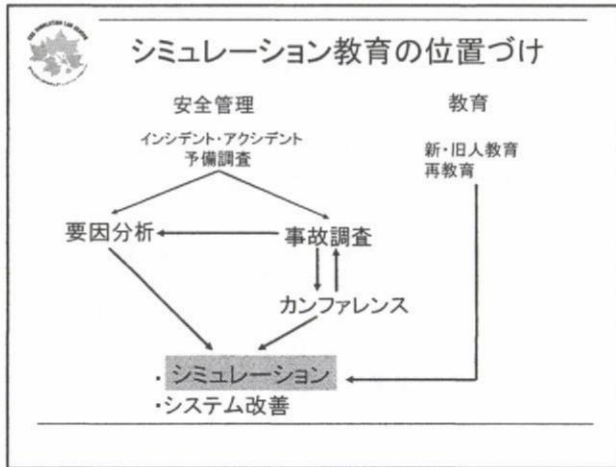 シミュレーション教育の位置づけ
安全管理
教育
インシデント・アクシデント
予備調査
新・旧人教育
再教育
要因分析
事故調査
カンファレンス
・シミュレーション
・システム改善